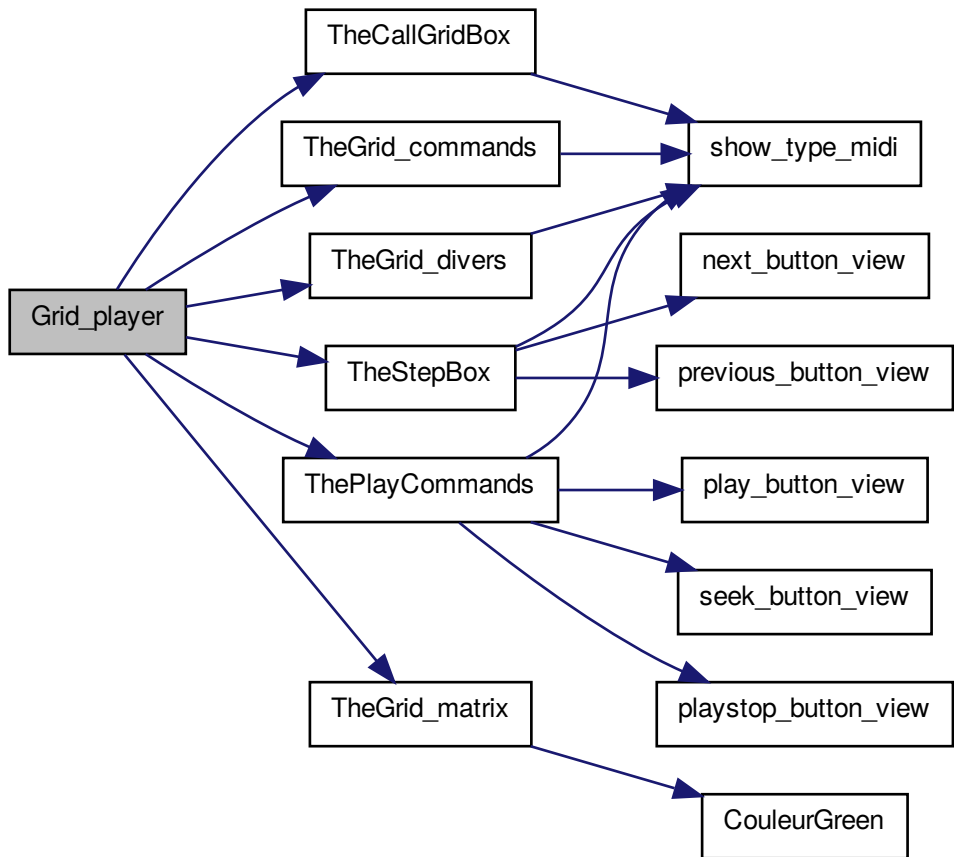 TheCallGridBox
TheGrid_commands
show_type_midi
TheGrid_divers
next_button_view
Grid_player
TheStepBox
previous_button_view
ThePlayCommands
play_button_view
seek_button_view
TheGrid_matrix
playstop_button_view
CouleurGreen